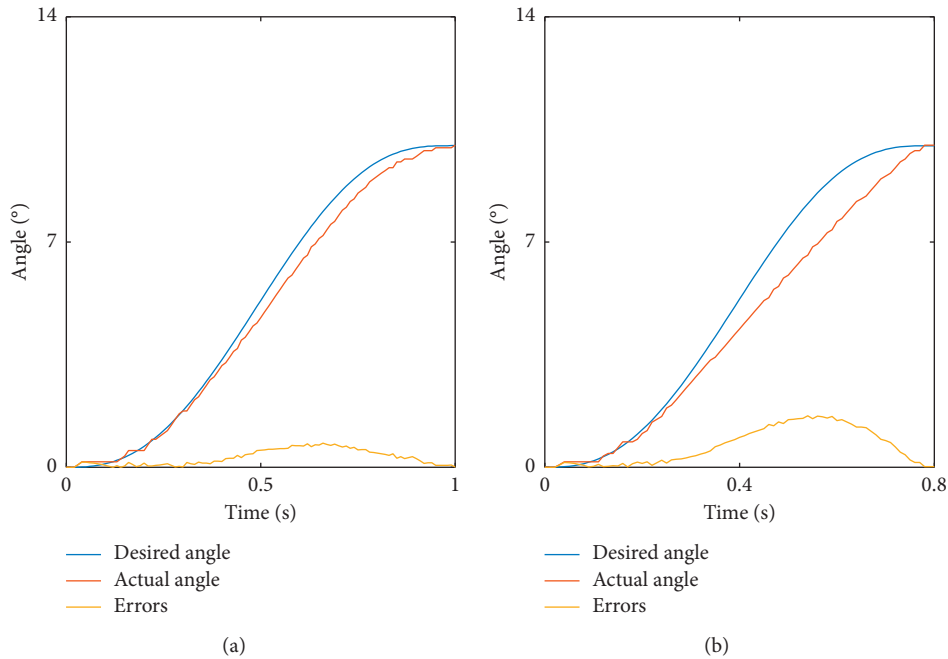 14
7
0
Angle (°)
0
0.5
1
Time (s)
Desired angle
Actual angle
Errors
(a)
14
7
0
Angle (°)
0
0.4
0.8
Time (s)
Desired angle
Actual angle
Errors
(b)